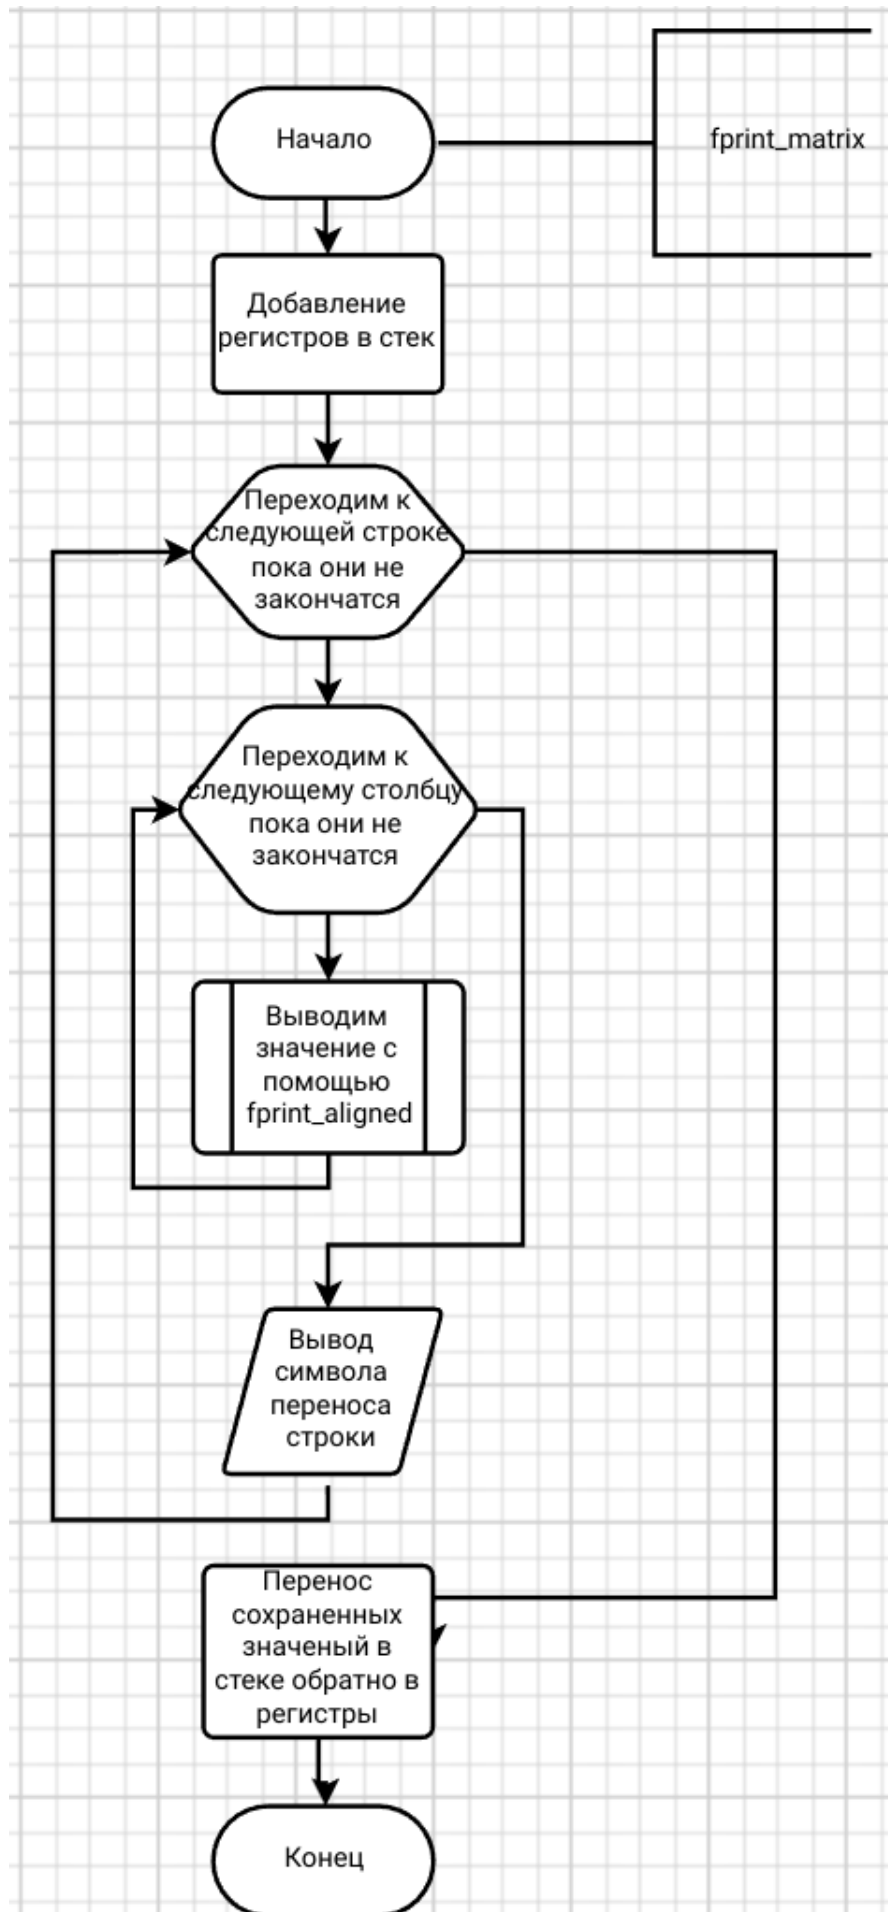 Начало
fprint_matrix
Добавление
регистров в стек
Переходим к
следующей строке
пока они не
закончатся
Переходим к
следующему столбцу
пока они не
закончатся
Выводим
значение с
помощью
fprint_aligned
Вывод
символа
переноса
строки
Перенос
сохраненных
значеный в
стеке обратно в
регистры
Конец